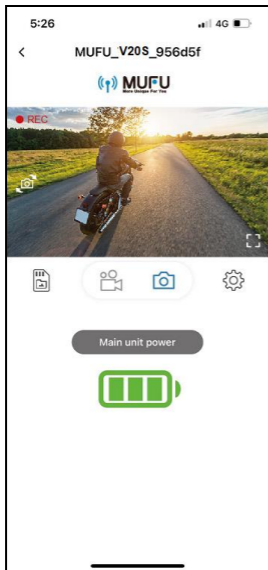 5:26
4G
MUFU_V20S_956d5f
MUFU
More Unique For You
REC
Main unit power